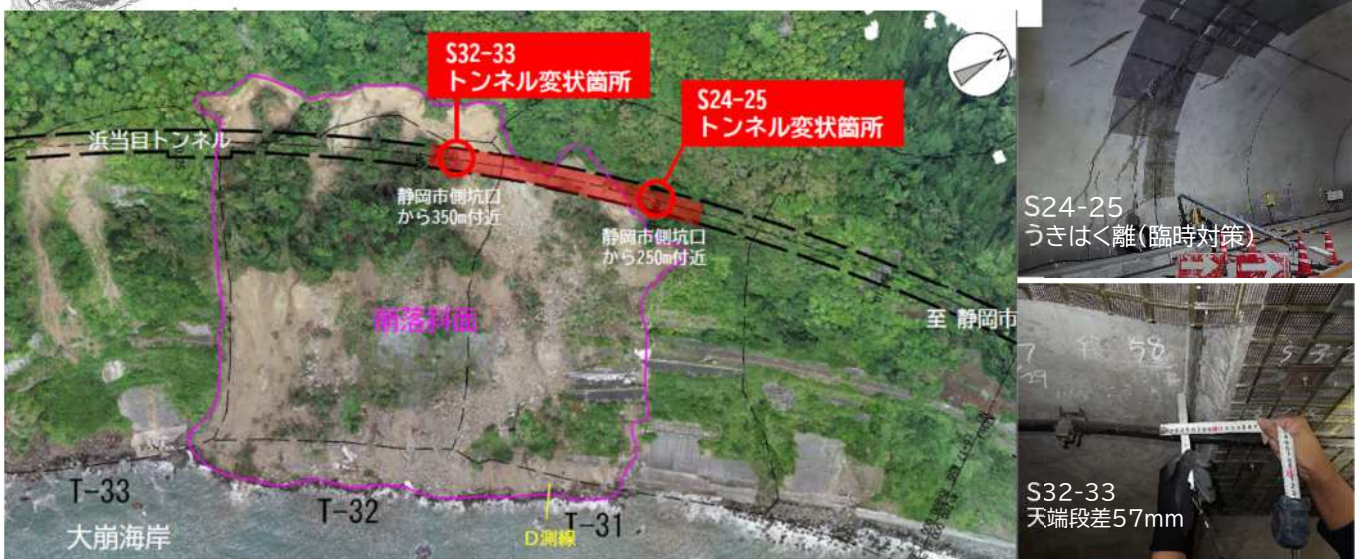 S32-33
トンネル変状箇所
S24-25
トンネル変状箇所
N
浜当目トンネル
静岡市側坑口
から350m付近
静岡市側坑口
から250m付近
至 静岡市
崩落斜面
T-33
T-32
T-31
D測線
大崩海岸
S24-25
うきはく離(臨時対策)
58
S32-33
天端段差57mm